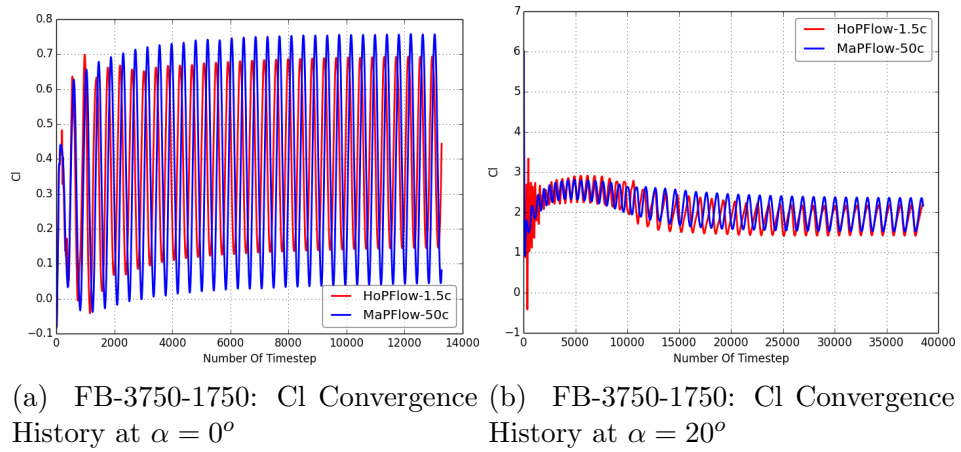 0.8
0.7
0.6
0.5
0.4
0.3
0.2
0.1
0.0
−0.1
Cl
0 2000 4000 6000 8000 10000 12000 14000
Number Of Timestep
HoPFlow-1.5c
MaPFlow-50c
7
6
5
4
3
2
1
0
−1
Cl
0 5000 10000 15000 20000 25000 30000 35000 40000
Number Of Timestep
HoPFlow-1.5c
MaPFlow-50c
(a) FB-3750-1750: Cl Convergence
History at α = 0ᵒ
(b) FB-3750-1750: Cl Convergence
History at α = 20ᵒ